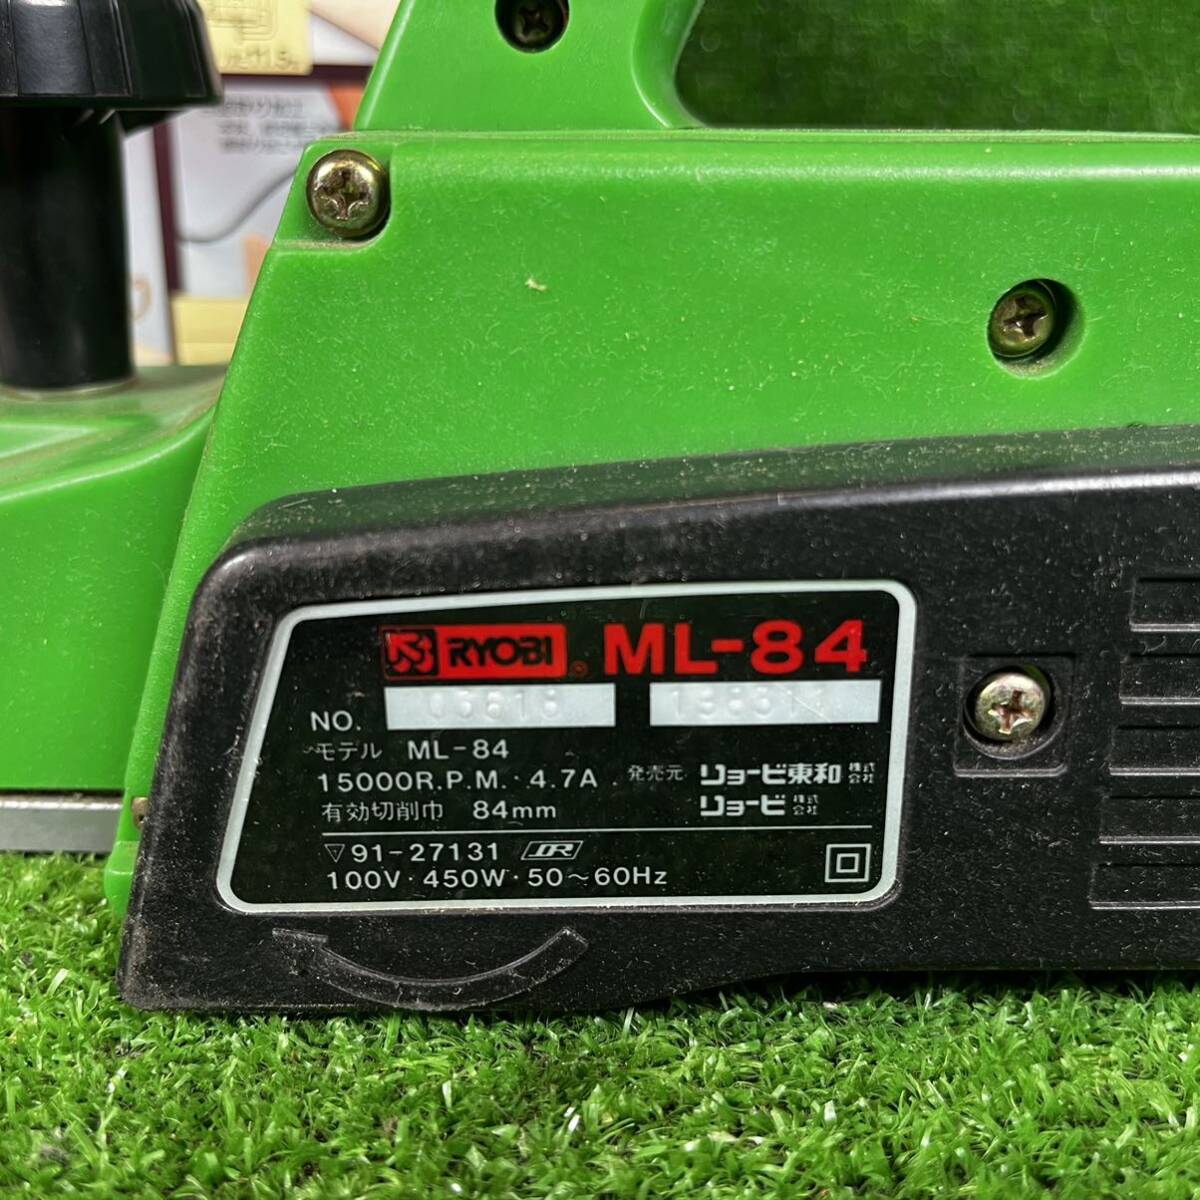 RYOBI® ML-84
NO. 03618
モデル ML-84
15000R.P.M.・4.7A
有効切削巾 84mm
発売元 リョービ東和株式会社
リョービ株式会社
▽91-27131
100V・450W・50～60Hz